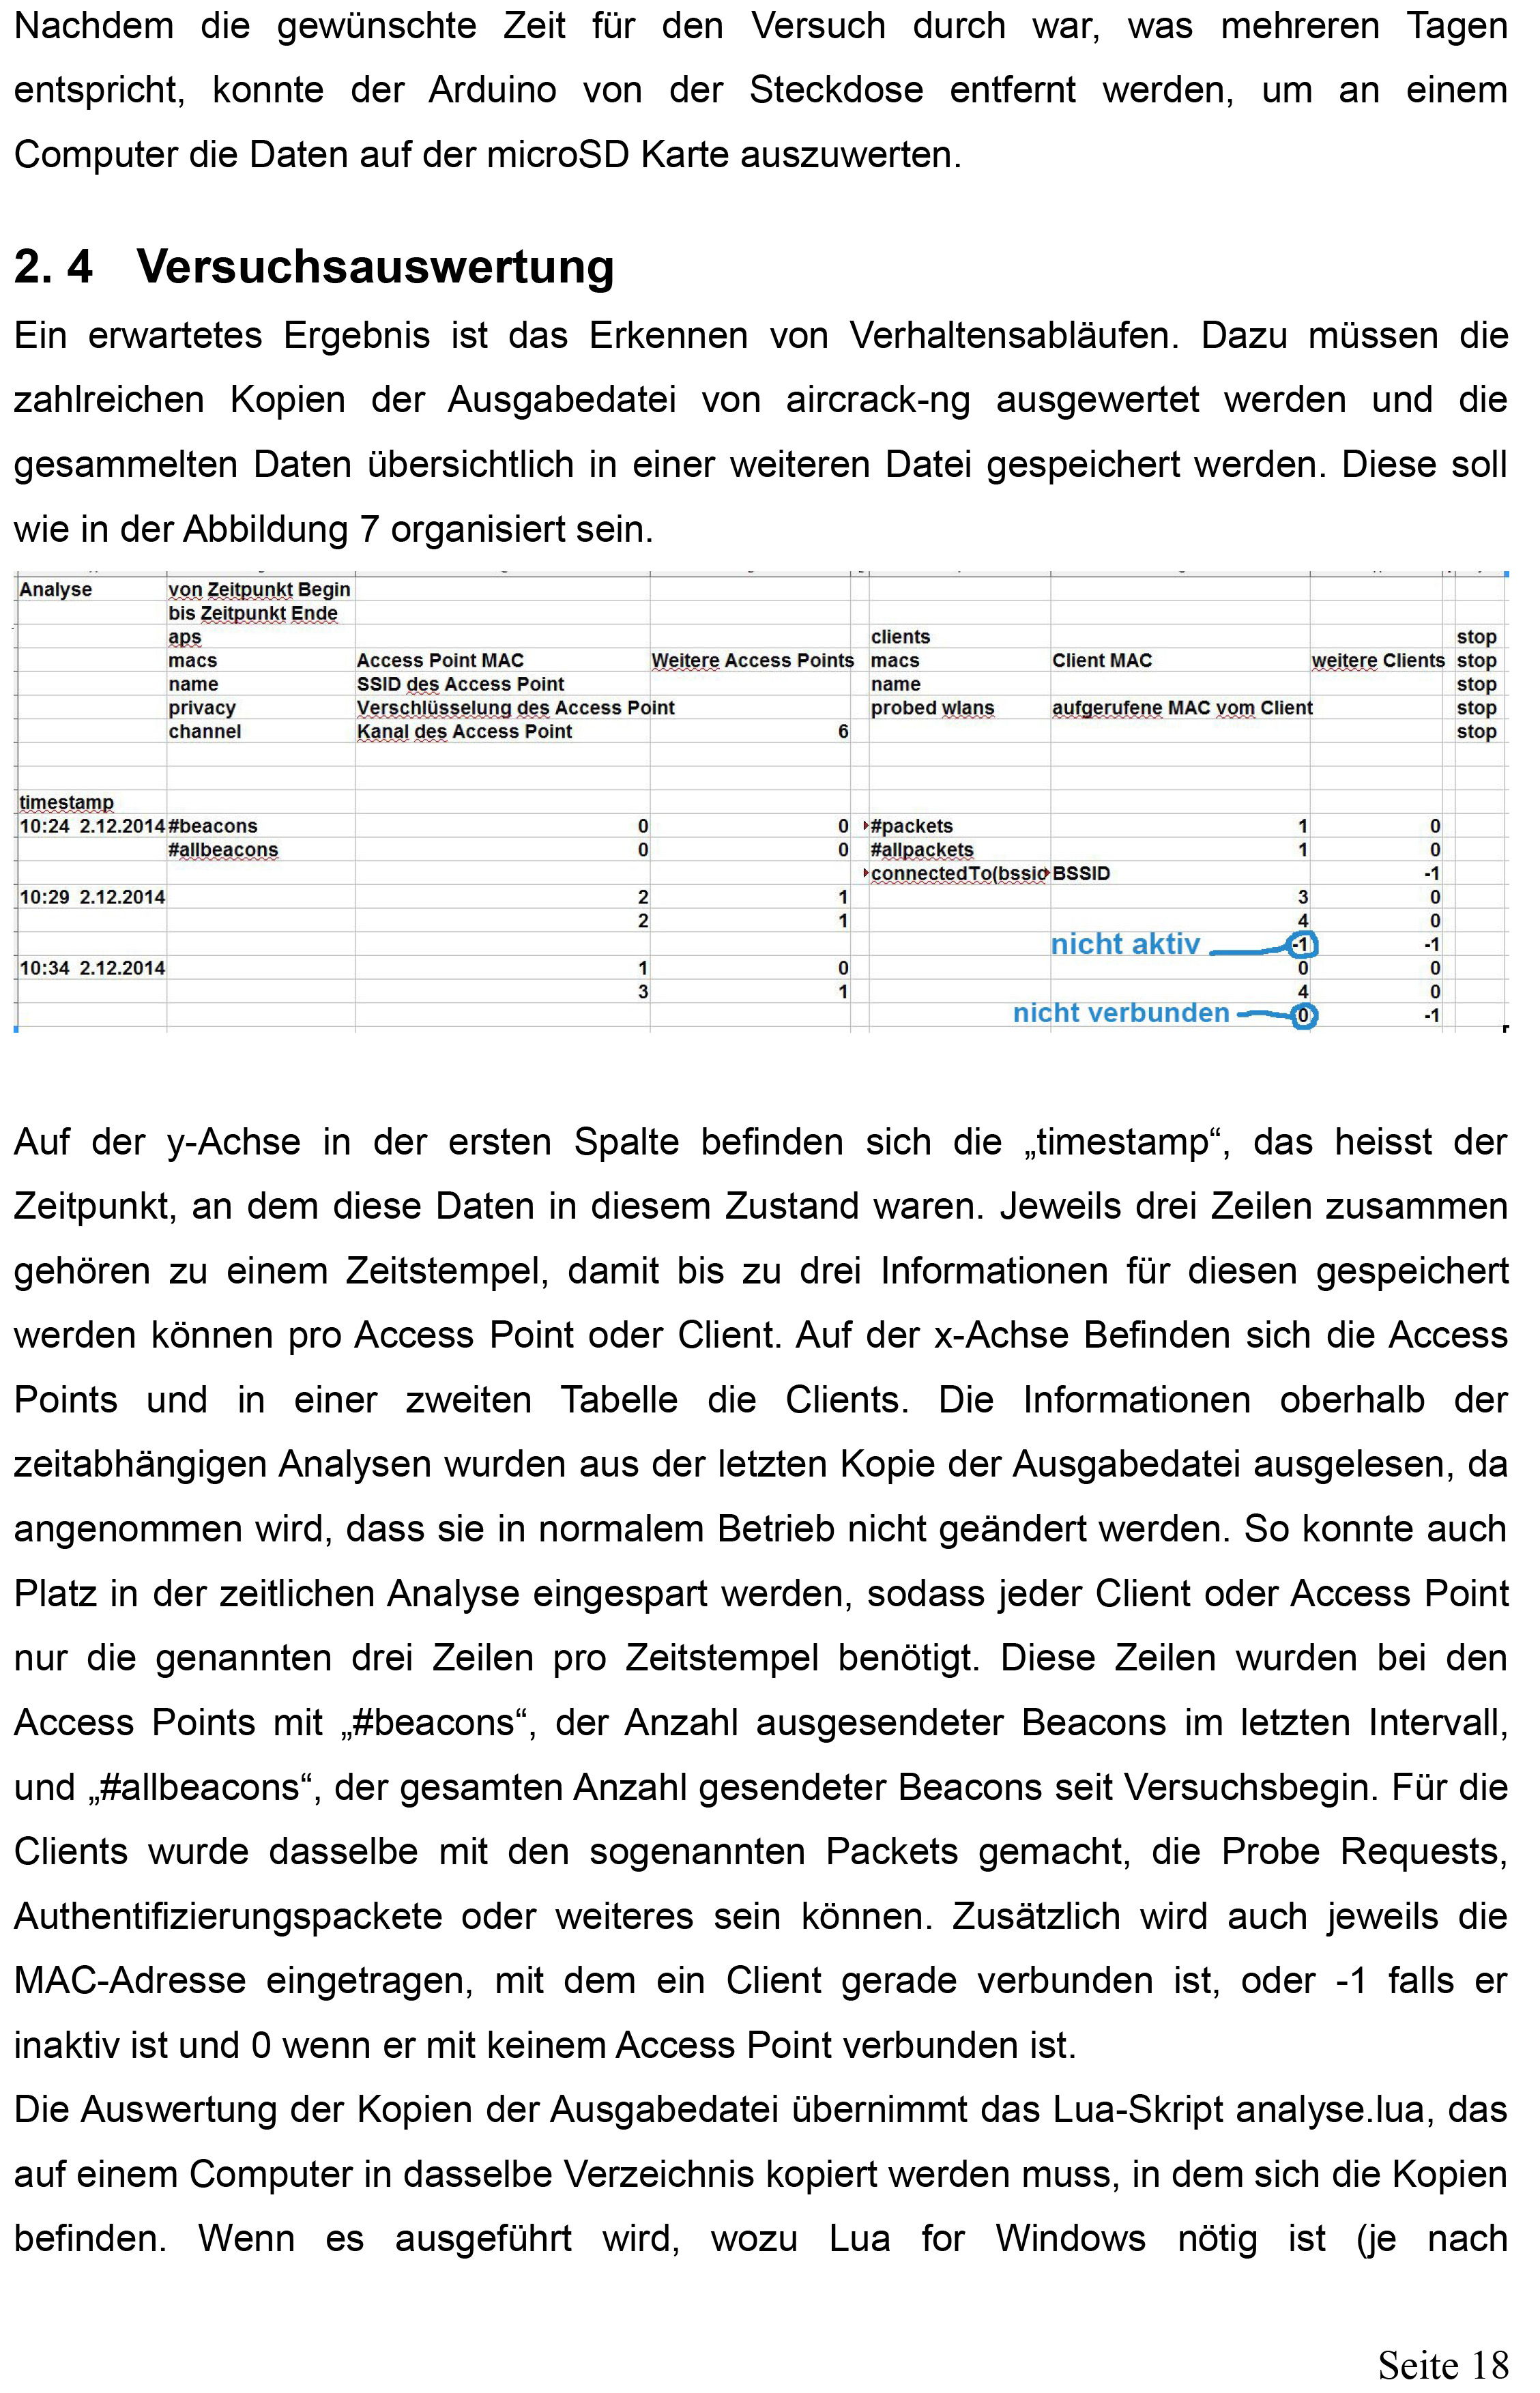 Nachdem die gewünschte Zeit für den Versuch durch war, was mehreren Tagen
entspricht, konnte der Arduino von der Steckdose entfernt werden, um an einem
Computer die Daten auf der microSD Karte auszuwerten.
2. 4 Versuchsauswertung
Ein erwartetes Ergebnis ist das Erkennen von Verhaltensabläufen. Dazu müssen die
zahlreichen Kopien der Ausgabedatei von aircrack-ng ausgewertet werden und die
gesammelten Daten übersichtlich in einer weiteren Datei gespeichert werden. Diese soll
wie in der Abbildung 7 organisiert sein.
Analyse von Zeitpunkt Begin
bis Zeitpunkt Ende
aps clients stop
macs Access Point MAC Weitere Access Points macs Client MAC weitere Clients stop
name SSID des Access Point name stop
privacy Verschlüsselung des Access Point probed wlans aufgerufene MAC vom Client stop
channel Kanal des Access Point 6 stop
timestamp
10:24 2.12.2014 #beacons 0 0 #packets 1 0
#allbeacons 0 0 #allpackets 1 0
connectedTo(bssid BSSID -1
10:29 2.12.2014 2 1 3 0
2 1 4 0
nicht aktiv -1 -1
10:34 2.12.2014 1 0 0 0
3 1 4 0
nicht verbunden 0 -1
Auf der y-Achse in der ersten Spalte befinden sich die „timestamp“, das heisst der
Zeitpunkt, an dem diese Daten in diesem Zustand waren. Jeweils drei Zeilen zusammen
gehören zu einem Zeitstempel, damit bis zu drei Informationen für diesen gespeichert
werden können pro Access Point oder Client. Auf der x-Achse Befinden sich die Access
Points und in einer zweiten Tabelle die Clients. Die Informationen oberhalb der
zeitabhängigen Analysen wurden aus der letzten Kopie der Ausgabedatei ausgelesen, da
angenommen wird, dass sie in normalem Betrieb nicht geändert werden. So konnte auch
Platz in der zeitlichen Analyse eingespart werden, sodass jeder Client oder Access Point
nur die genannten drei Zeilen pro Zeitstempel benötigt. Diese Zeilen wurden bei den
Access Points mit „#beacons“, der Anzahl ausgesendeter Beacons im letzten Intervall,
und „#allbeacons“, der gesamten Anzahl gesendeter Beacons seit Versuchsbegin. Für die
Clients wurde dasselbe mit den sogenannten Packets gemacht, die Probe Requests,
Authentifizierungspackete oder weiteres sein können. Zusätzlich wird auch jeweils die
MAC-Adresse eingetragen, mit dem ein Client gerade verbunden ist, oder -1 falls er
inaktiv ist und 0 wenn er mit keinem Access Point verbunden ist.
Die Auswertung der Kopien der Ausgabedatei übernimmt das Lua-Skript analyse.lua, das
auf einem Computer in dasselbe Verzeichnis kopiert werden muss, in dem sich die Kopien
befinden. Wenn es ausgeführt wird, wozu Lua for Windows nötig ist (je nach
Seite 18